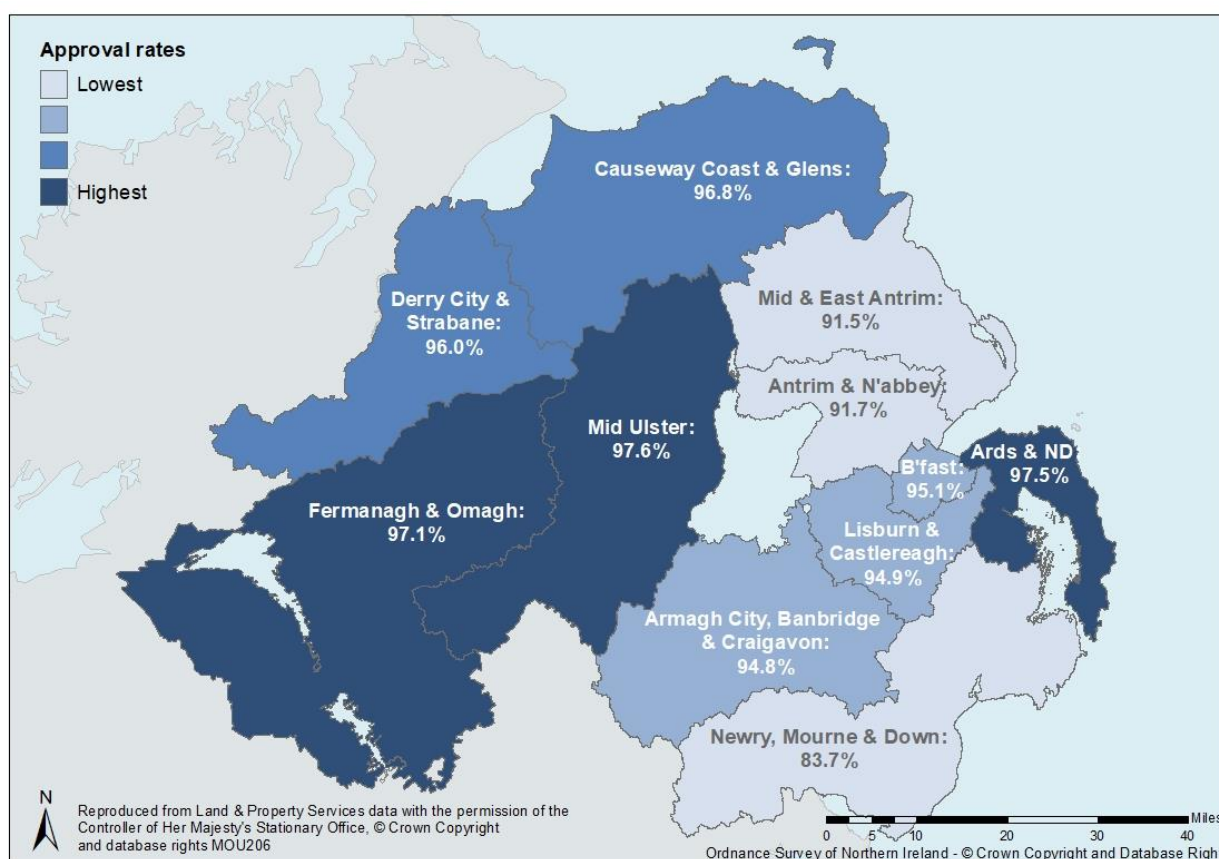 Approval rates
Lowest
Highest
Causeway Coast & Glens:
96.8%
Derry City &
Strabane:
96.0%
Mid & East Antrim:
91.5%
Antrim & N'abbey:
91.7%
Mid Ulster:
97.6%
Ards & ND:
97.5%
B'fast:
95.1%
Fermanagh & Omagh:
97.1%
Lisburn &
Castlereagh:
94.9%
Armagh City, Banbridge
& Craigavon:
94.8%
Newry, Mourne & Down:
83.7%
N
Reproduced from Land & Property Services data with the permission of the
Controller of Her Majesty's Stationary Office, © Crown Copyright
and database rights MOU206
Miles
0 5 10 20 30 40
Ordnance Survey of Northern Ireland - © Crown Copyright and Database Righ